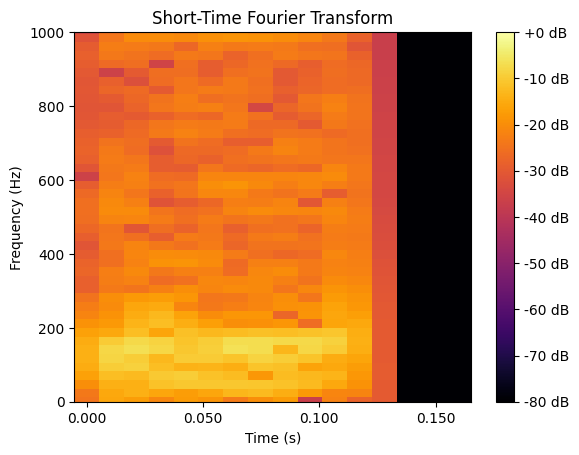 Short-Time Fourier Transform
1000
800
600
400
200
0
Frequency (Hz)
0.000
0.050
0.100
0.150
Time (s)
+0 dB
-10 dB
-20 dB
-30 dB
-40 dB
-50 dB
-60 dB
-70 dB
-80 dB